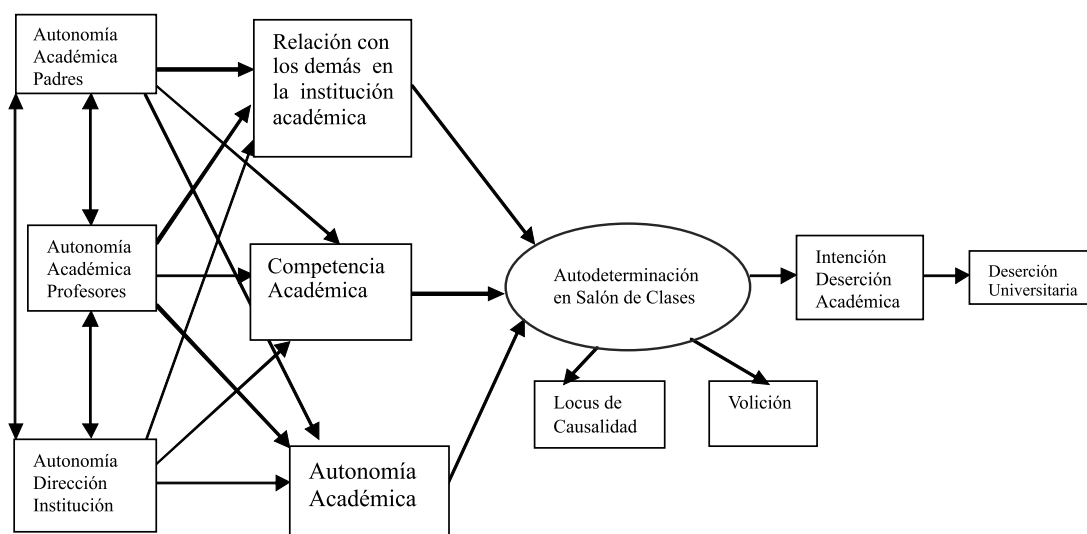 Autonomía
Académica
Padres
Relación con
los demás en
la institución
académica
Autonomía
Académica
Profesores
Competencia
Académica
Autodeterminación
en Salón de Clases
Intención
Deserción
Académica
Deserción
Universitaria
Locus de
Causalidad
Volición
Autonomía
Dirección
Institución
Autonomía
Académica